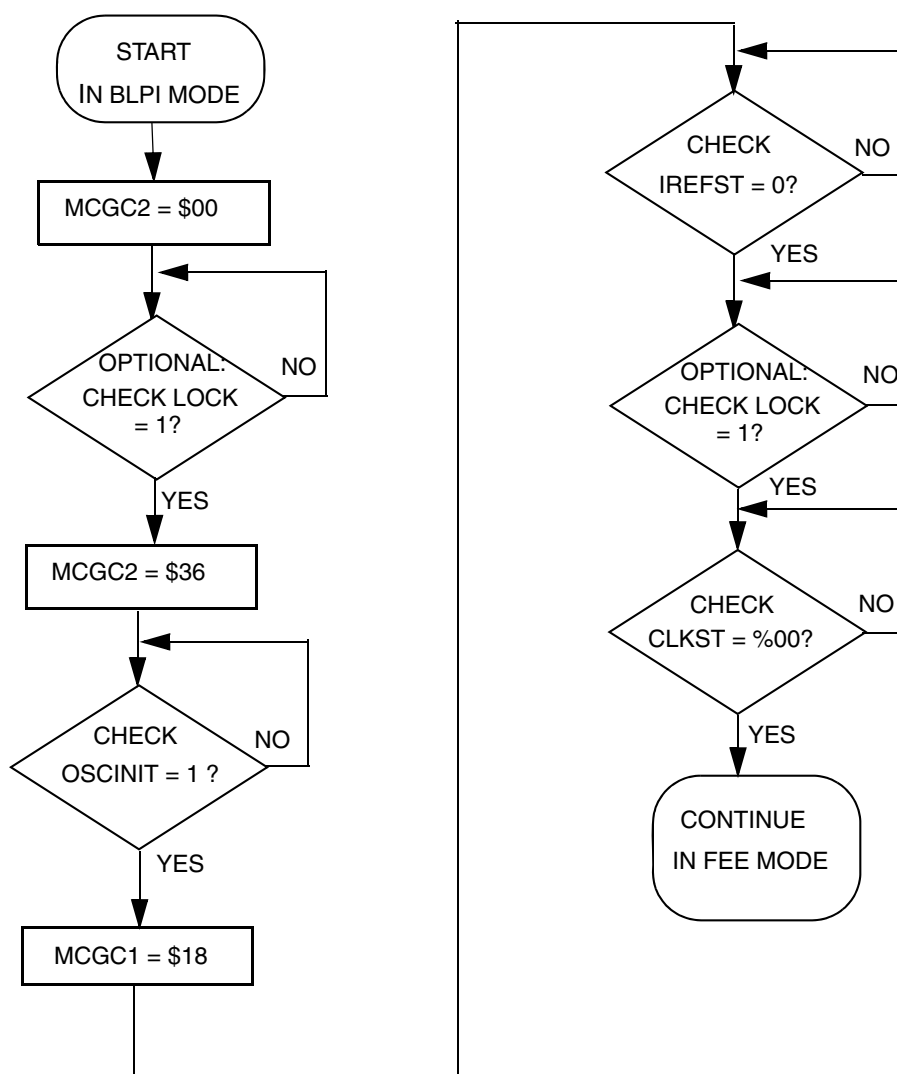 START
IN BLPI MODE
MCGC2 = $00
OPTIONAL:
CHECK LOCK
= 1?
NO
YES
MCGC2 = $36
CHECK
OSCINIT = 1 ?
NO
YES
MCGC1 = $18
CHECK
IREFST = 0?
NO
YES
OPTIONAL:
CHECK LOCK
= 1?
NO
YES
CHECK
CLKST = %00?
NO
YES
CONTINUE
IN FEE MODE